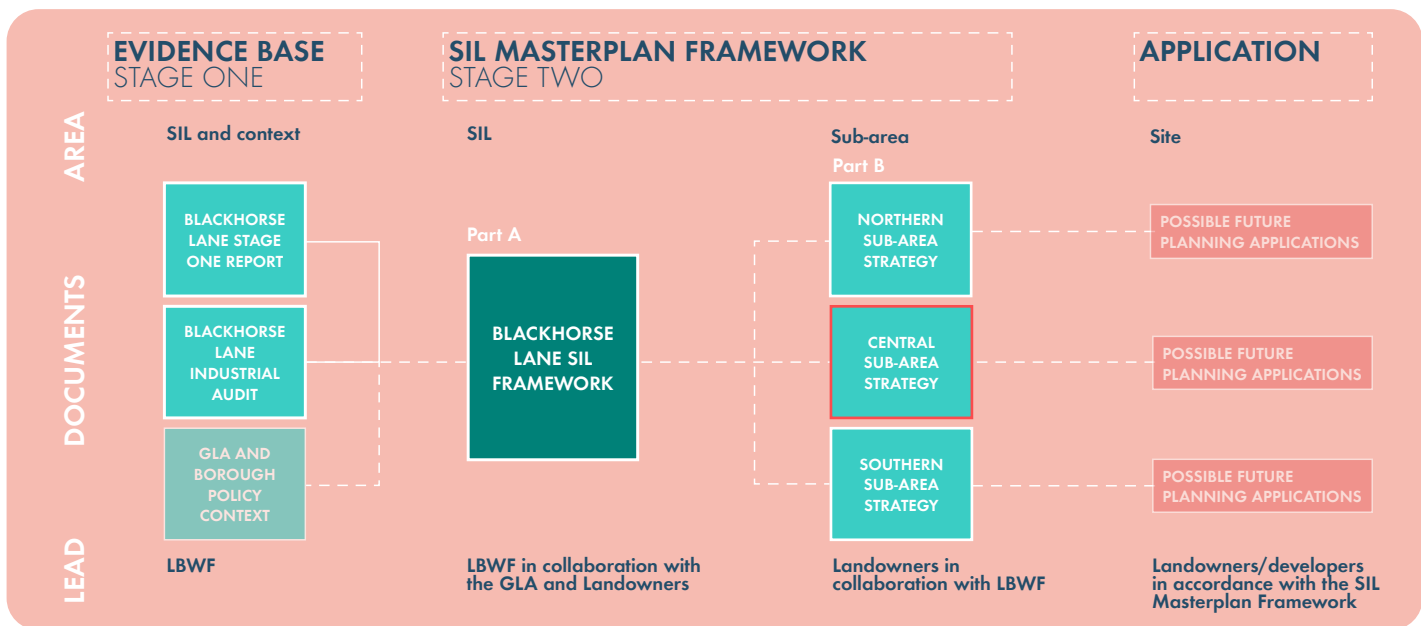 EVIDENCE BASE
STAGE ONE
SIL MASTERPLAN FRAMEWORK
STAGE TWO
APPLICATION
AREA
SIL and context
SIL
Sub-area
Site
DOCUMENTS
BLACKHORSE
LANE STAGE
ONE REPORT
BLACKHORSE
LANE
INDUSTRIAL
AUDIT
GLA AND
BOROUGH
POLICY
CONTEXT
Part A
BLACKHORSE
LANE SIL
FRAMEWORK
Part B
NORTHERN
SUB-AREA
STRATEGY
CENTRAL
SUB-AREA
STRATEGY
SOUTHERN
SUB-AREA
STRATEGY
POSSIBLE FUTURE
PLANNING APPLICATIONS
POSSIBLE FUTURE
PLANNING APPLICATIONS
POSSIBLE FUTURE
PLANNING APPLICATIONS
LEAD
LBWF
LBWF in collaboration with
the GLA and Landowners
Landowners in
collaboration with LBWF
Landowners/developers
in accordance with the SIL
Masterplan Framework